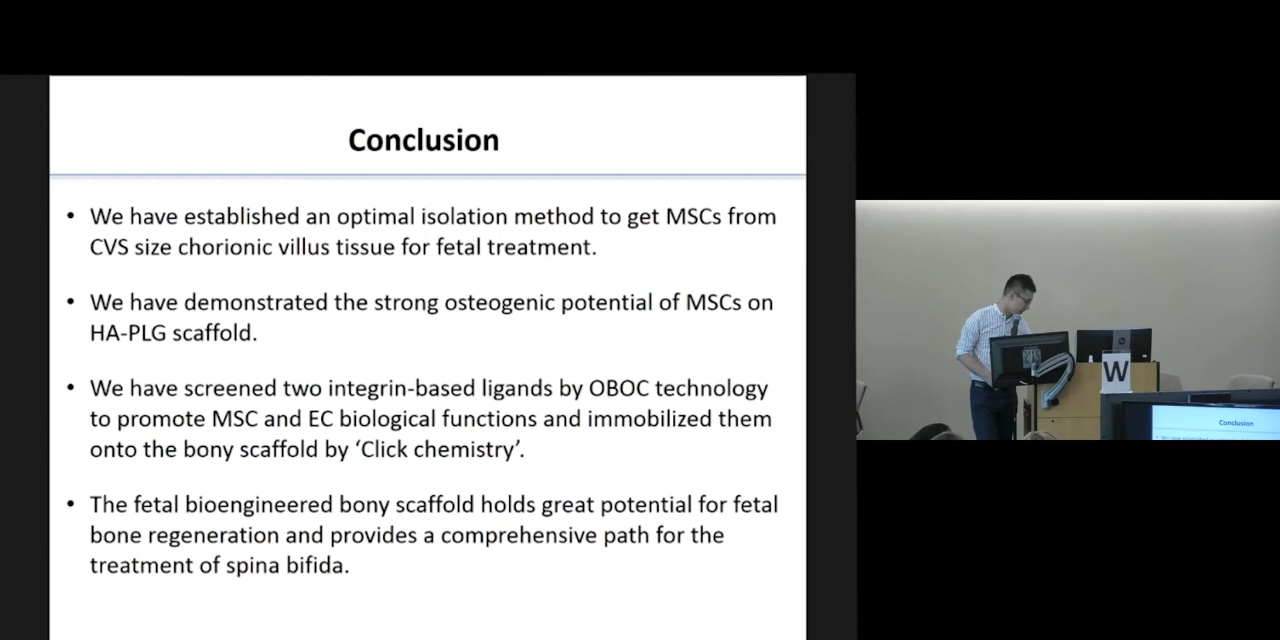 Conclusion
• We have established an optimal isolation method to get MSCs from
CVS size chorionic villus tissue for fetal treatment.
• We have demonstrated the strong osteogenic potential of MSCs on
HA-PLG scaffold.
• We have screened two integrin-based ligands by OBOC technology
to promote MSC and EC biological functions and immobilized them
onto the bony scaffold by ‘Click chemistry’.
• The fetal bioengineered bony scaffold holds great potential for fetal
bone regeneration and provides a comprehensive path for the
treatment of spina bifida.
W
Conclusion